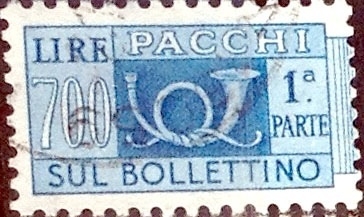 LIRE PACCHI
700 1ª.
PARTE
SUL BOLLETTINO